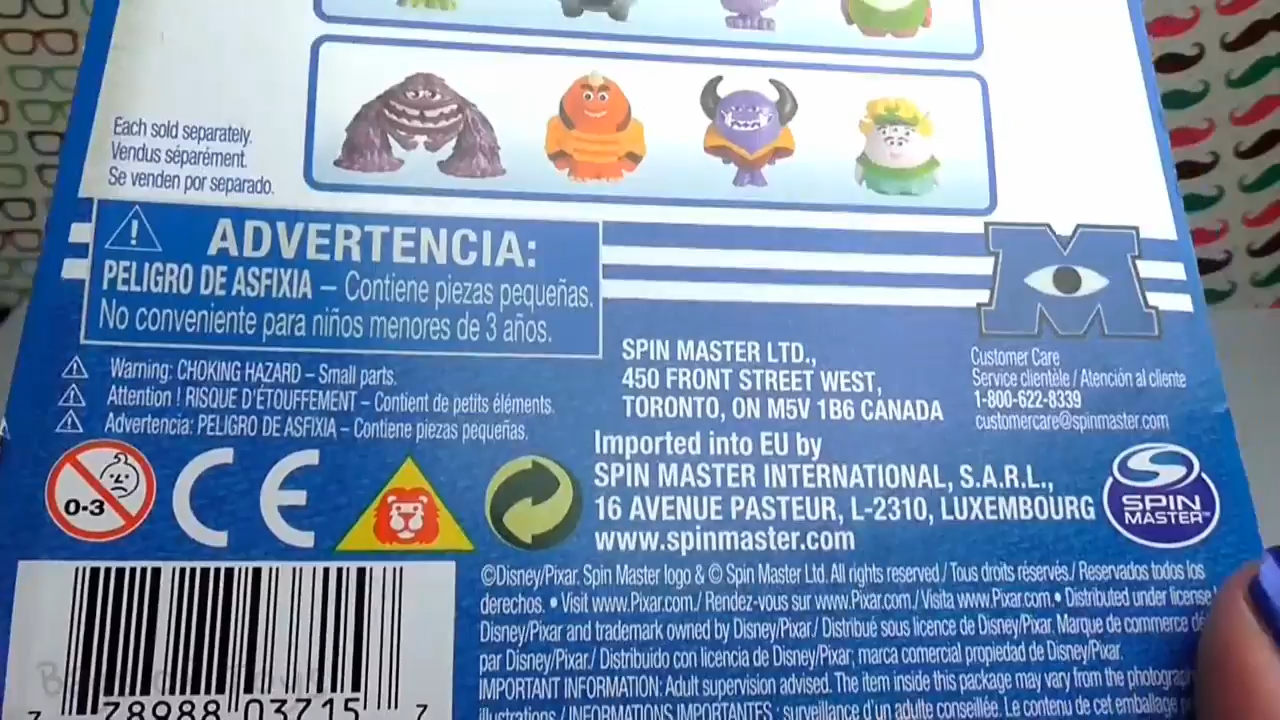 Each sold separately.
Vendus séparément.
Se venden por separado.
ADVERTENCIA:
PELIGRO DE ASFIXIA – Contiene piezas pequeñas.
No conveniente para niños menores de 3 años.
Warning: CHOKING HAZARD – Small parts.
Attention ! RISQUE D'ÉTOUFFEMENT – Contient de petits éléments.
Advertencia: PELIGRO DE ASFIXIA – Contiene piezas pequeñas.
SPIN MASTER LTD.,
450 FRONT STREET WEST,
TORONTO, ON M5V 1B6 CANADA
Customer Care
Service clientèle / Atención al cliente
1-800-622-8339
customercare@spinmaster.com
Imported into EU by
SPIN MASTER INTERNATIONAL, S.A.R.L.,
16 AVENUE PASTEUR, L-2310, LUXEMBOURG
www.spinmaster.com
0-3
CE
SPIN
MASTER™
©Disney/Pixar. Spin Master logo & © Spin Master Ltd. All rights reserved./ Tous droits réservés./ Reservados todos los
derechos. • Visit www.Pixar.com./ Rendez-vous sur www.Pixar.com./ Visita www.Pixar.com.• Distributed under license
Disney/Pixar and trademark owned by Disney/Pixar./ Distribué sous licence de Disney/Pixar. Marque de commerce
par Disney/Pixar./ Distribuido con licencia de Disney/Pixar; marca comercial propiedad de Disney/Pixar.
IMPORTANT INFORMATION: Adult supervision advised. The item inside this package may vary from the
illustrations./ INFORMATIONS IMPORTANTES : surveillance d'un adulte conseillée. Le contenu de cet emballage
7 78988 03715 7